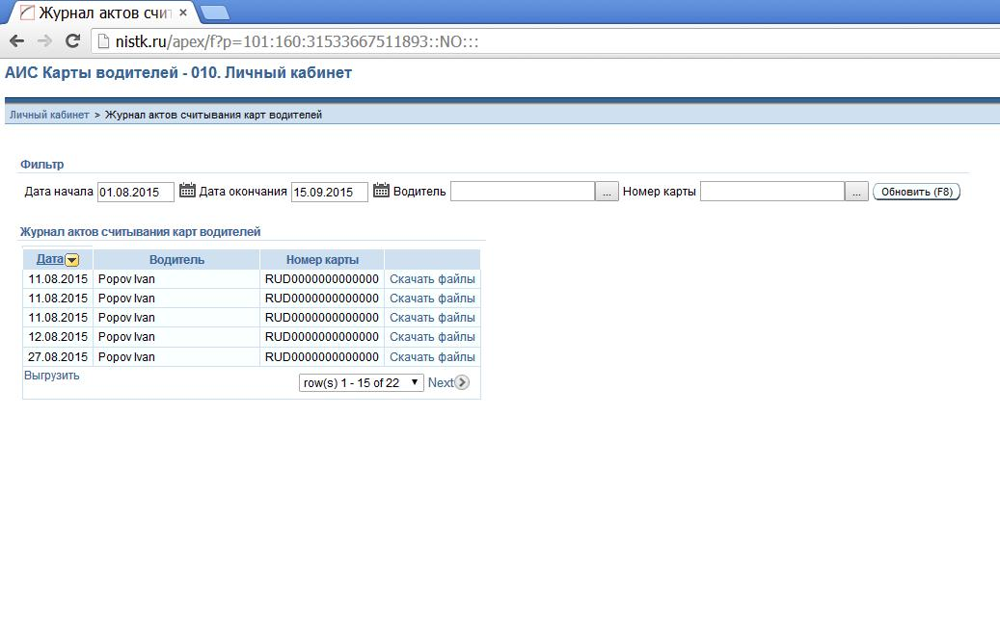 Журнал актов счит
nistk.ru/apex/f?p=101:160:31533667511893::NO:::
АИС Карты водителей - 010. Личный кабинет
Личный кабинет > Журнал актов считывания карт водителей
Фильтр
Дата начала 01.08.2015 Дата окончания 15.09.2015 Водитель ... Номер карты ... Обновить (F8)
Журнал актов считывания карт водителей
Дата Водитель Номер карты
11.08.2015 Popov Ivan RUD0000000000000 Скачать файлы
11.08.2015 Popov Ivan RUD0000000000000 Скачать файлы
11.08.2015 Popov Ivan RUD0000000000000 Скачать файлы
12.08.2015 Popov Ivan RUD0000000000000 Скачать файлы
27.08.2015 Popov Ivan RUD0000000000000 Скачать файлы
Выгрузить
row(s) 1 - 15 of 22 Next